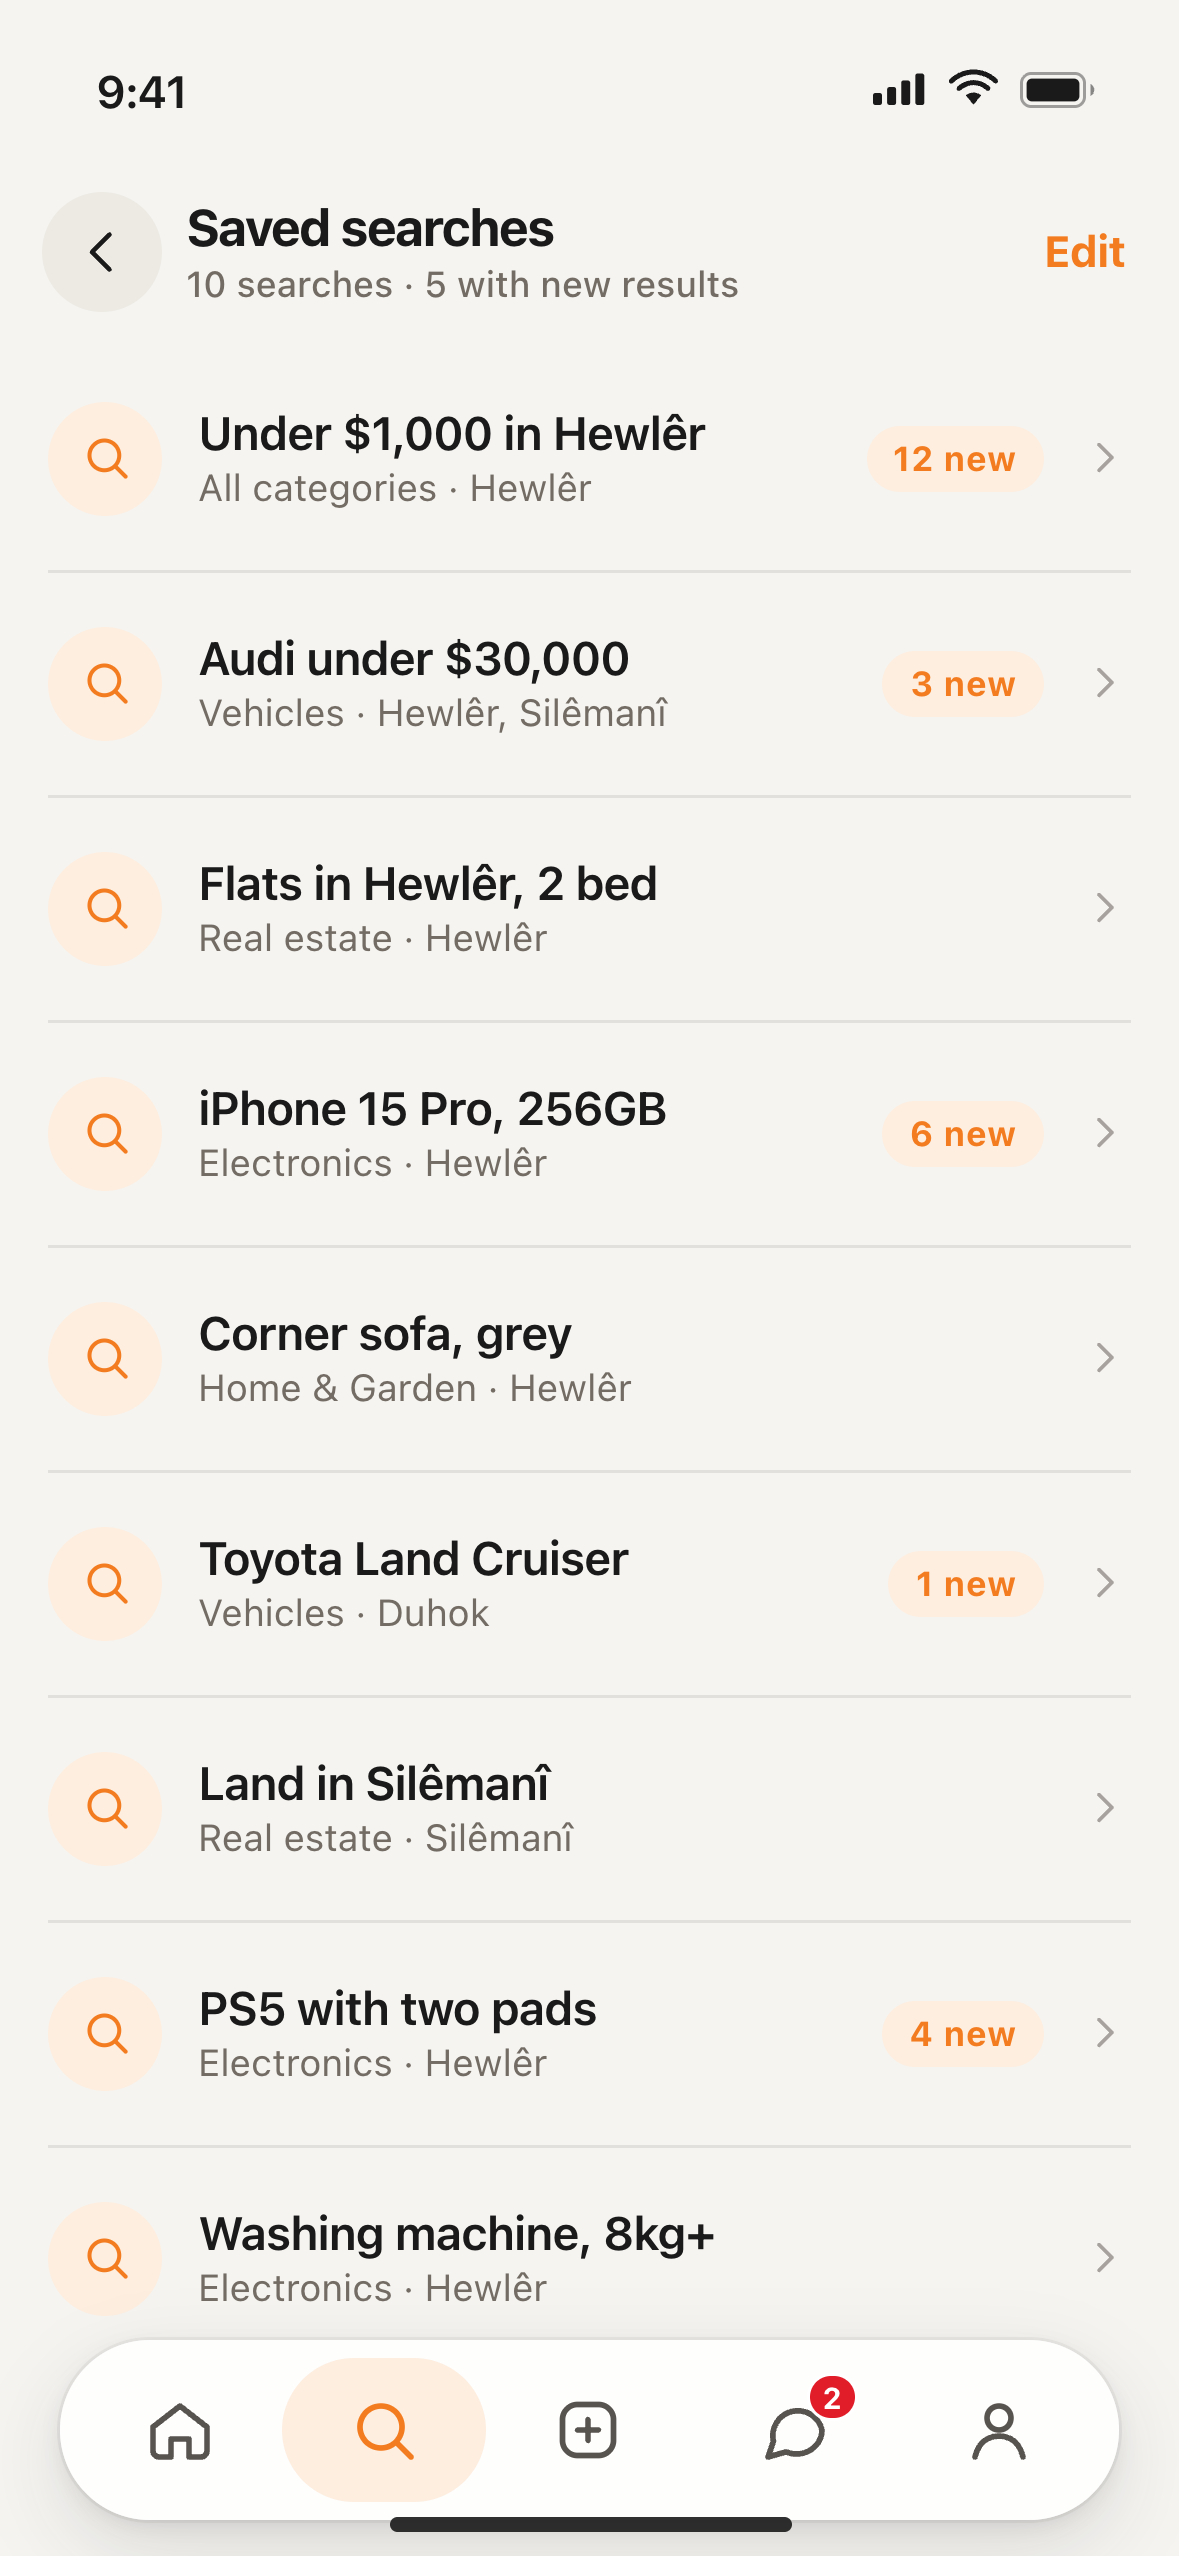 9:41
Saved searches
10 searches · 5 with new results
Edit
Under $1,000 in Hewlêr
All categories · Hewlêr
12 new
Audi under $30,000
Vehicles · Hewlêr, Silêmanî
3 new
Flats in Hewlêr, 2 bed
Real estate · Hewlêr
iPhone 15 Pro, 256GB
Electronics · Hewlêr
6 new
Corner sofa, grey
Home & Garden · Hewlêr
Toyota Land Cruiser
Vehicles · Duhok
1 new
Land in Silêmanî
Real estate · Silêmanî
PS5 with two pads
Electronics · Hewlêr
4 new
Washing machine, 8kg+
Electronics · Hewlêr
2